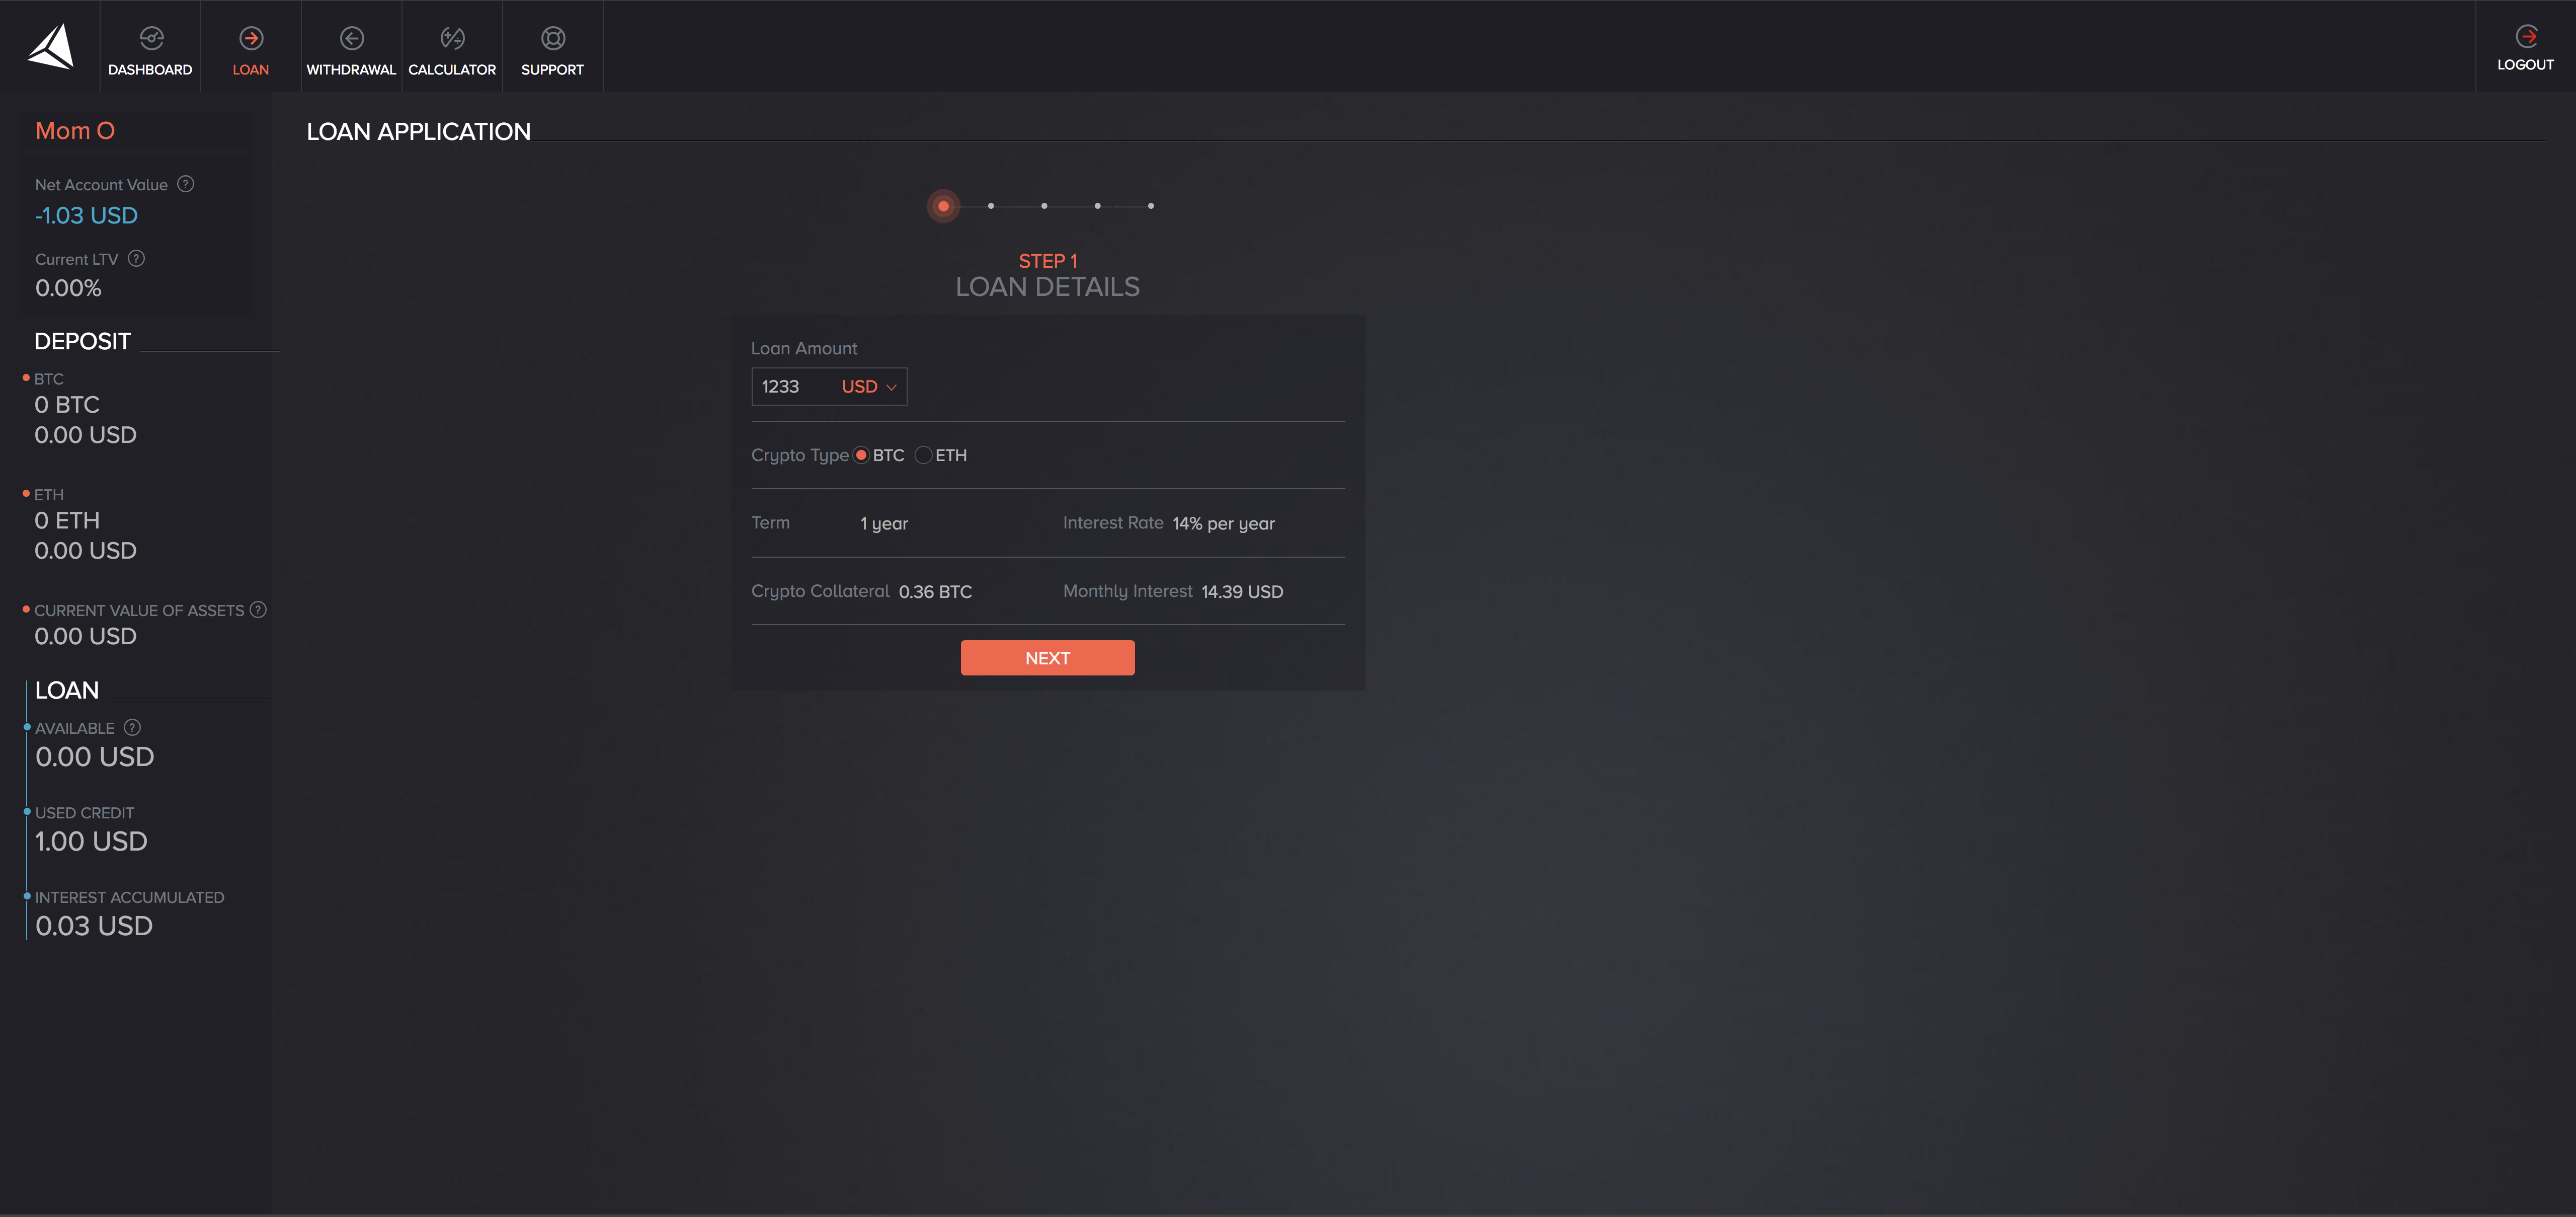 DASHBOARD
LOAN
WITHDRAWAL
CALCULATOR
SUPPORT
LOGOUT
Mom O
Net Account Value ?
-1.03 USD
Current LTV ?
0.00%
DEPOSIT
BTC
0 BTC
0.00 USD
ETH
0 ETH
0.00 USD
CURRENT VALUE OF ASSETS ?
0.00 USD
LOAN
AVAILABLE ?
0.00 USD
USED CREDIT
1.00 USD
INTEREST ACCUMULATED
0.03 USD
LOAN APPLICATION
STEP 1
LOAN DETAILS
Loan Amount
1233 USD
Crypto Type BTC ETH
Term 1 year Interest Rate 14% per year
Crypto Collateral 0.36 BTC Monthly Interest 14.39 USD
NEXT